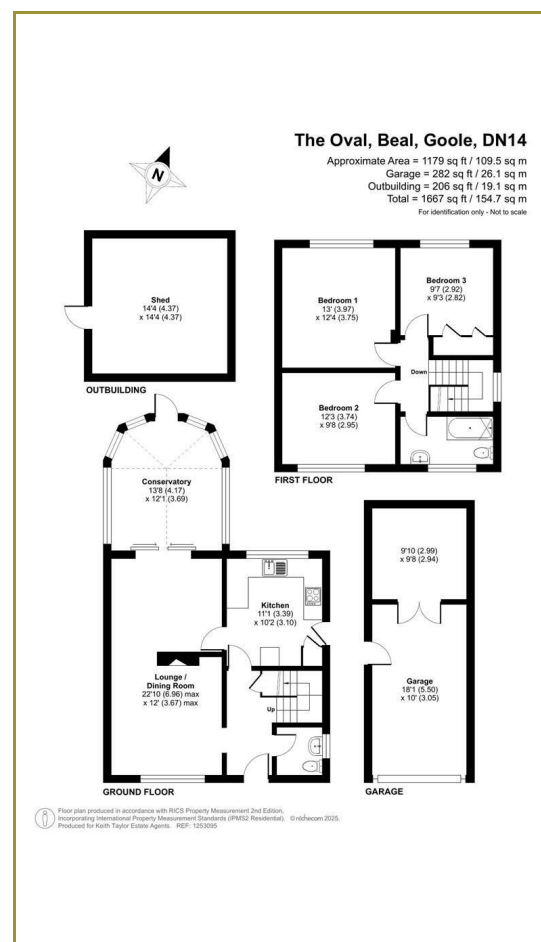 The Oval, Beal, Goole, DN14
Approximate Area = 1179 sq ft / 109.5 sq m
Garage = 282 sq ft / 26.1 sq m
Outbuilding = 206 sq ft / 19.1 sq m
Total = 1667 sq ft / 154.7 sq m
For identification only - Not to scale
N
Shed
14'4 (4.37)
x 14'4 (4.37)
OUTBUILDING
Bedroom 1
13' (3.97)
x 12'4 (3.75)
Bedroom 3
9'7 (2.92)
x 9'3 (2.82)
Down
Bedroom 2
12'3 (3.74)
x 9'8 (2.95)
FIRST FLOOR
Conservatory
13'8 (4.17)
x 12'1 (3.69)
Kitchen
11'1 (3.39)
x 10'2 (3.10)
Lounge /
Dining Room
22'10 (6.96) max
x 12' (3.67) max
Up
GROUND FLOOR
9'10 (2.99)
x 9'8 (2.94)
Garage
18'1 (5.50)
x 10' (3.05)
GARAGE
Floor plan produced in accordance with RICS Property Measurement 2nd Edition,
Incorporating International Property Measurement Standards (IPMS2 Residential). © nichecom 2025.
Produced for Keith Taylor Estate Agents. REF: 1253095